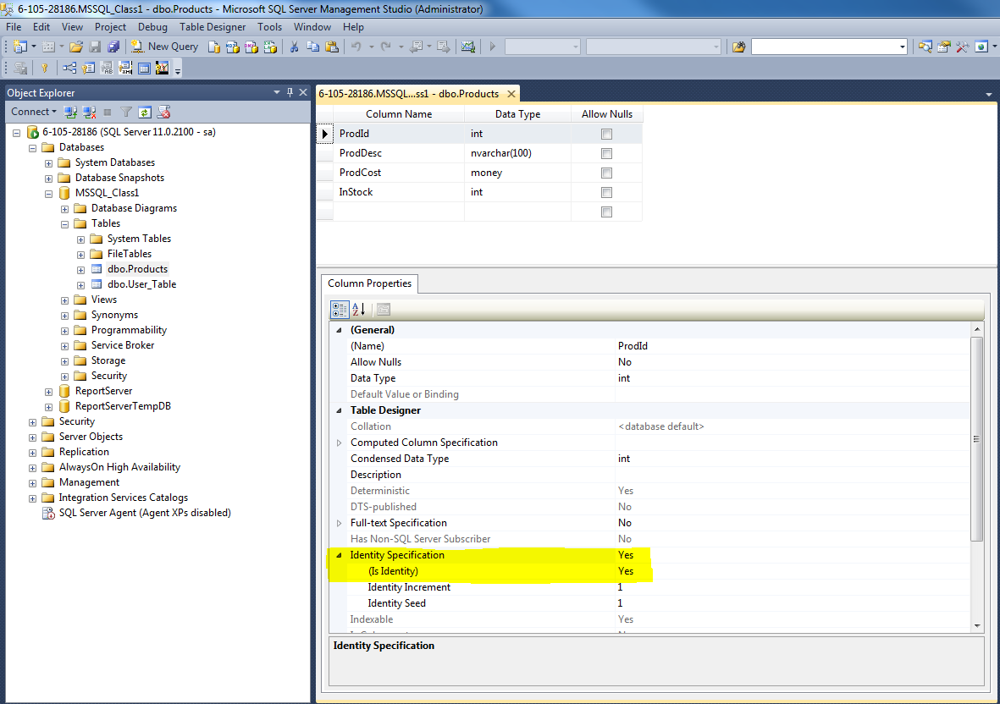 6-105-28186.MSSQL_Class1 - dbo.Products - Microsoft SQL Server Management Studio (Administrator)
File Edit View Project Debug Table Designer Tools Window Help
New Query
Object Explorer
6-105-28186.MSSQL...ss1 - dbo.Products
Connect
6-105-28186 (SQL Server 11.0.2100 - sa)
Databases
System Databases
Database Snapshots
MSSQL_Class1
Database Diagrams
Tables
System Tables
FileTables
dbo.Products
dbo.User_Table
Views
Synonyms
Programmability
Service Broker
Storage
Security
ReportServer
ReportServerTempDB
Security
Server Objects
Replication
AlwaysOn High Availability
Management
Integration Services Catalogs
SQL Server Agent (Agent XPs disabled)
Column Name Data Type Allow Nulls
ProdId int
ProdDesc nvarchar(100)
ProdCost money
InStock int
Column Properties
(General)
(Name) ProdId
Allow Nulls No
Data Type int
Default Value or Binding
Table Designer
Collation <database default>
Computed Column Specification
Condensed Data Type int
Description
Deterministic Yes
DTS-published No
Full-text Specification No
Has Non-SQL Server Subscriber No
Identity Specification Yes
(Is Identity) Yes
Identity Increment 1
Identity Seed 1
Indexable Yes
Identity Specification